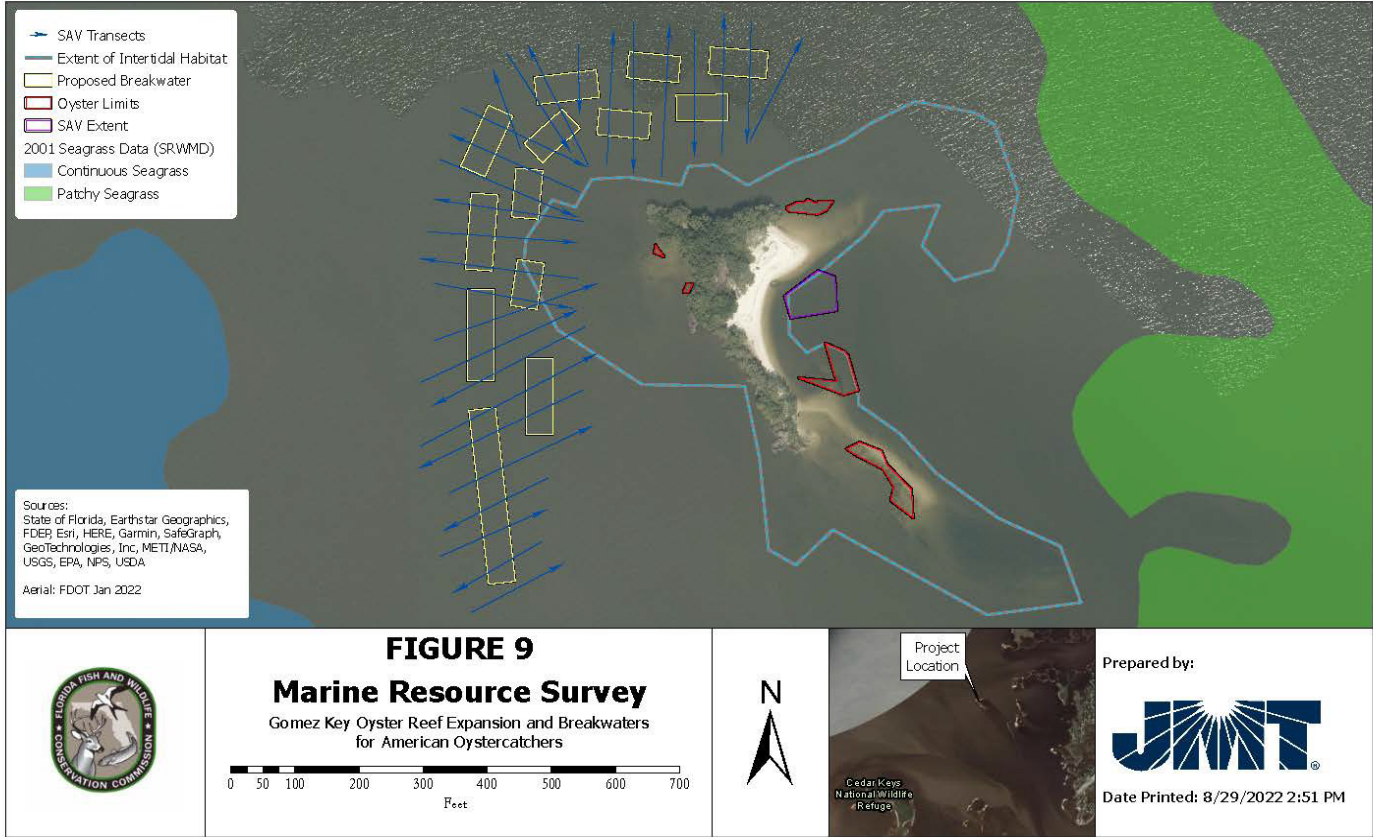 SAV Transects
Extent of Intertidal Habitat
Proposed Breakwater
Oyster Limits
SAV Extent
2001 Seagrass Data (SRWMD)
Continuous Seagrass
Patchy Seagrass
Sources:
State of Florida, Earthstar Geographics,
FDEP, Esri, HERE, Garmin, SafeGraph,
GeoTechnologies, Inc, METI/NASA,
USGS, EPA, NPS, USDA
Aerial: FDOT Jan 2022
FLORIDA FISH AND WILDLIFE
CONSERVATION COMMISSION
FIGURE 9
Marine Resource Survey
Gomez Key Oyster Reef Expansion and Breakwaters
for American Oystercatchers
0 50 100 200 300 400 500 600 700
Feet
N
Project
Location
Cedar Keys
National Wildlife
Refuge
Prepared by:
JMT
®
Date Printed: 8/29/2022 2:51 PM